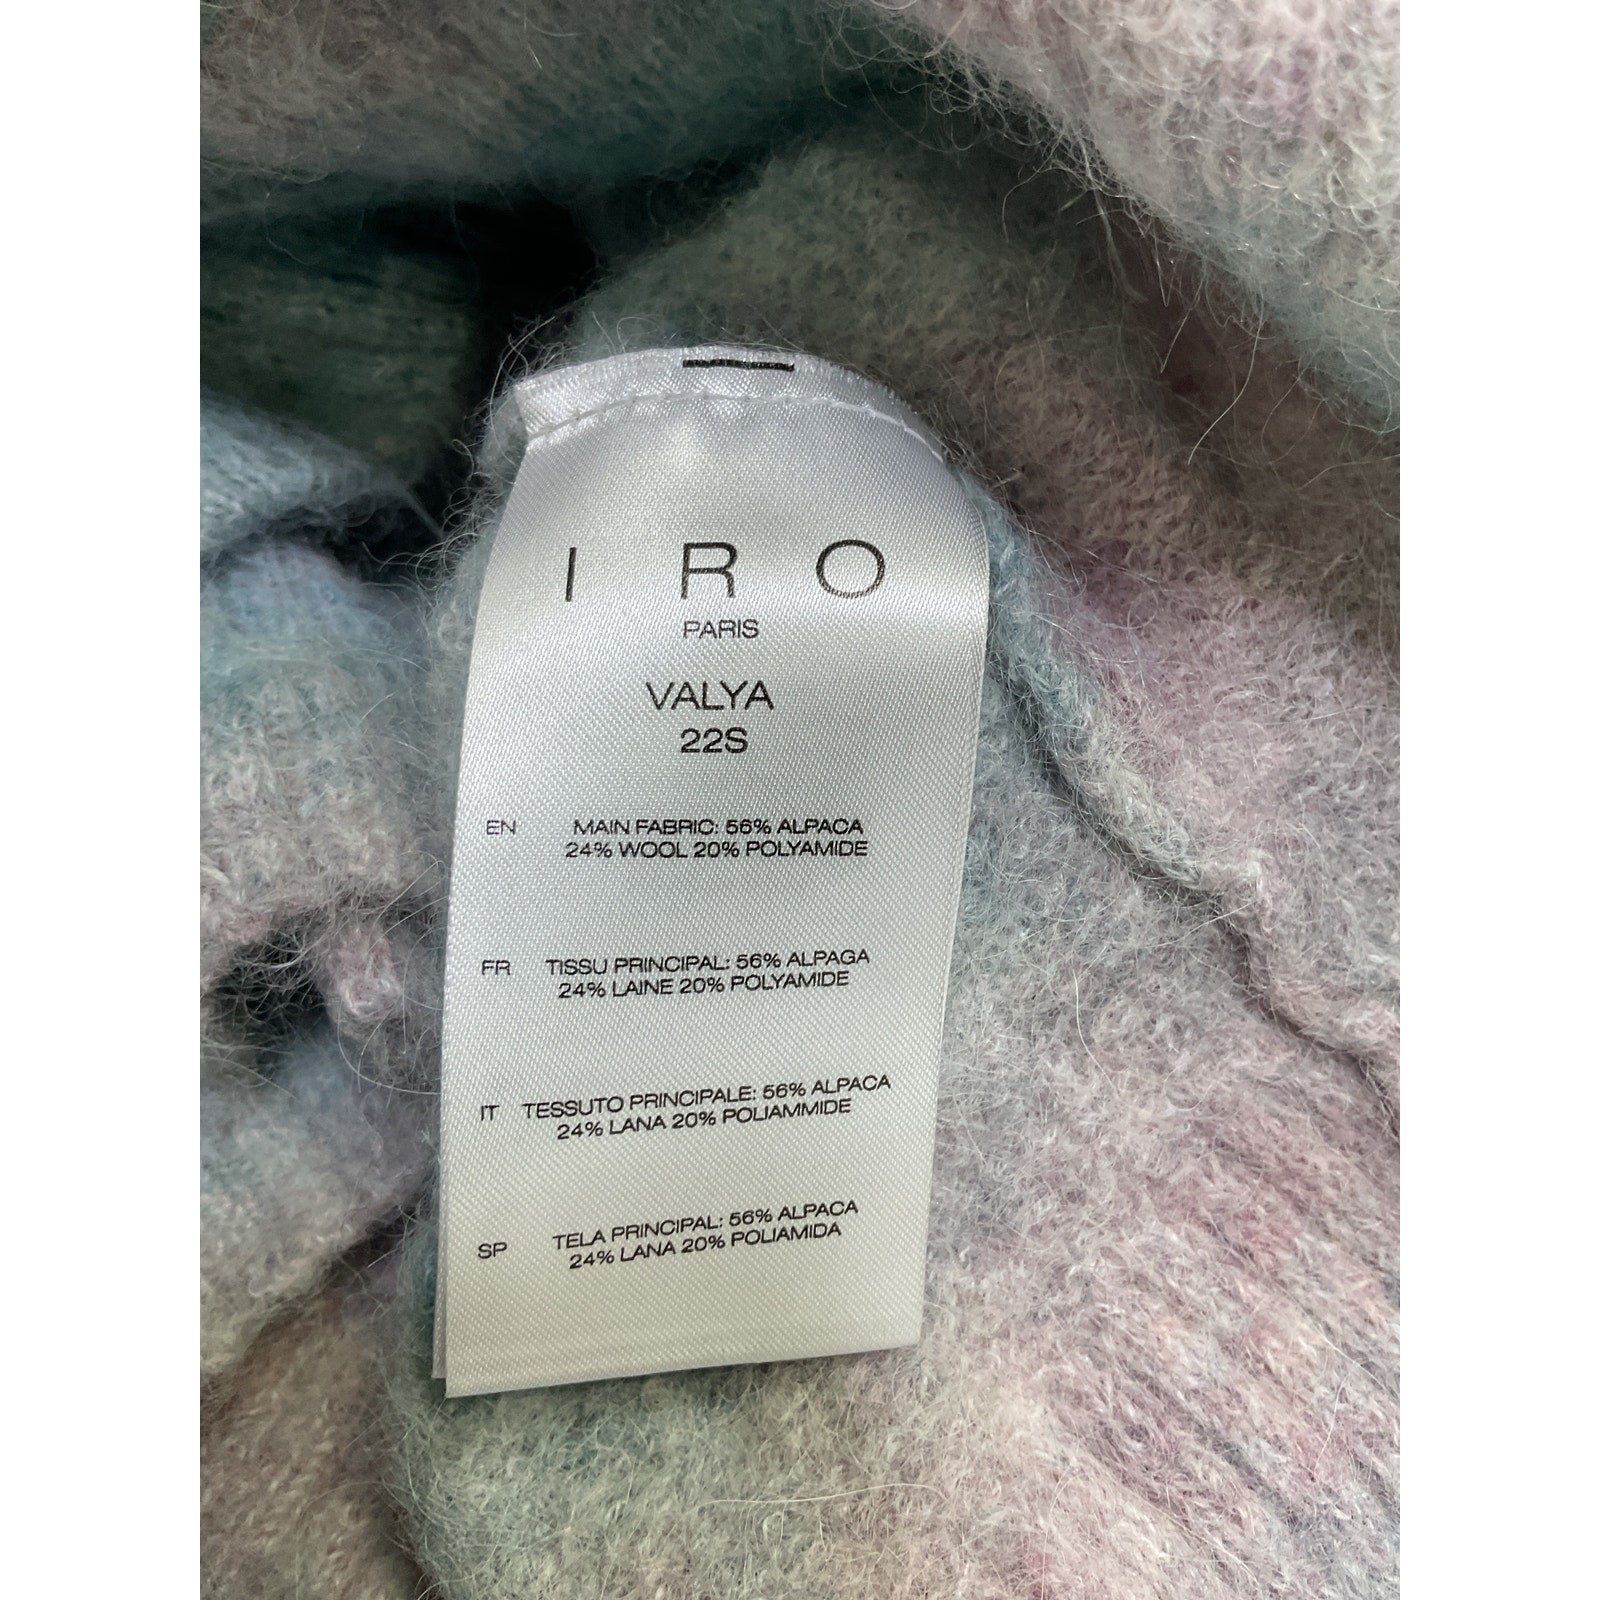 I R O
PARIS
VALYA
22S
EN MAIN FABRIC: 56% ALPACA
24% WOOL 20% POLYAMIDE
FR TISSU PRINCIPAL: 56% ALPAGA
24% LAINE 20% POLYAMIDE
IT TESSUTO PRINCIPALE: 56% ALPACA
24% LANA 20% POLIAMMIDE
SP TELA PRINCIPAL: 56% ALPACA
24% LANA 20% POLIAMIDA